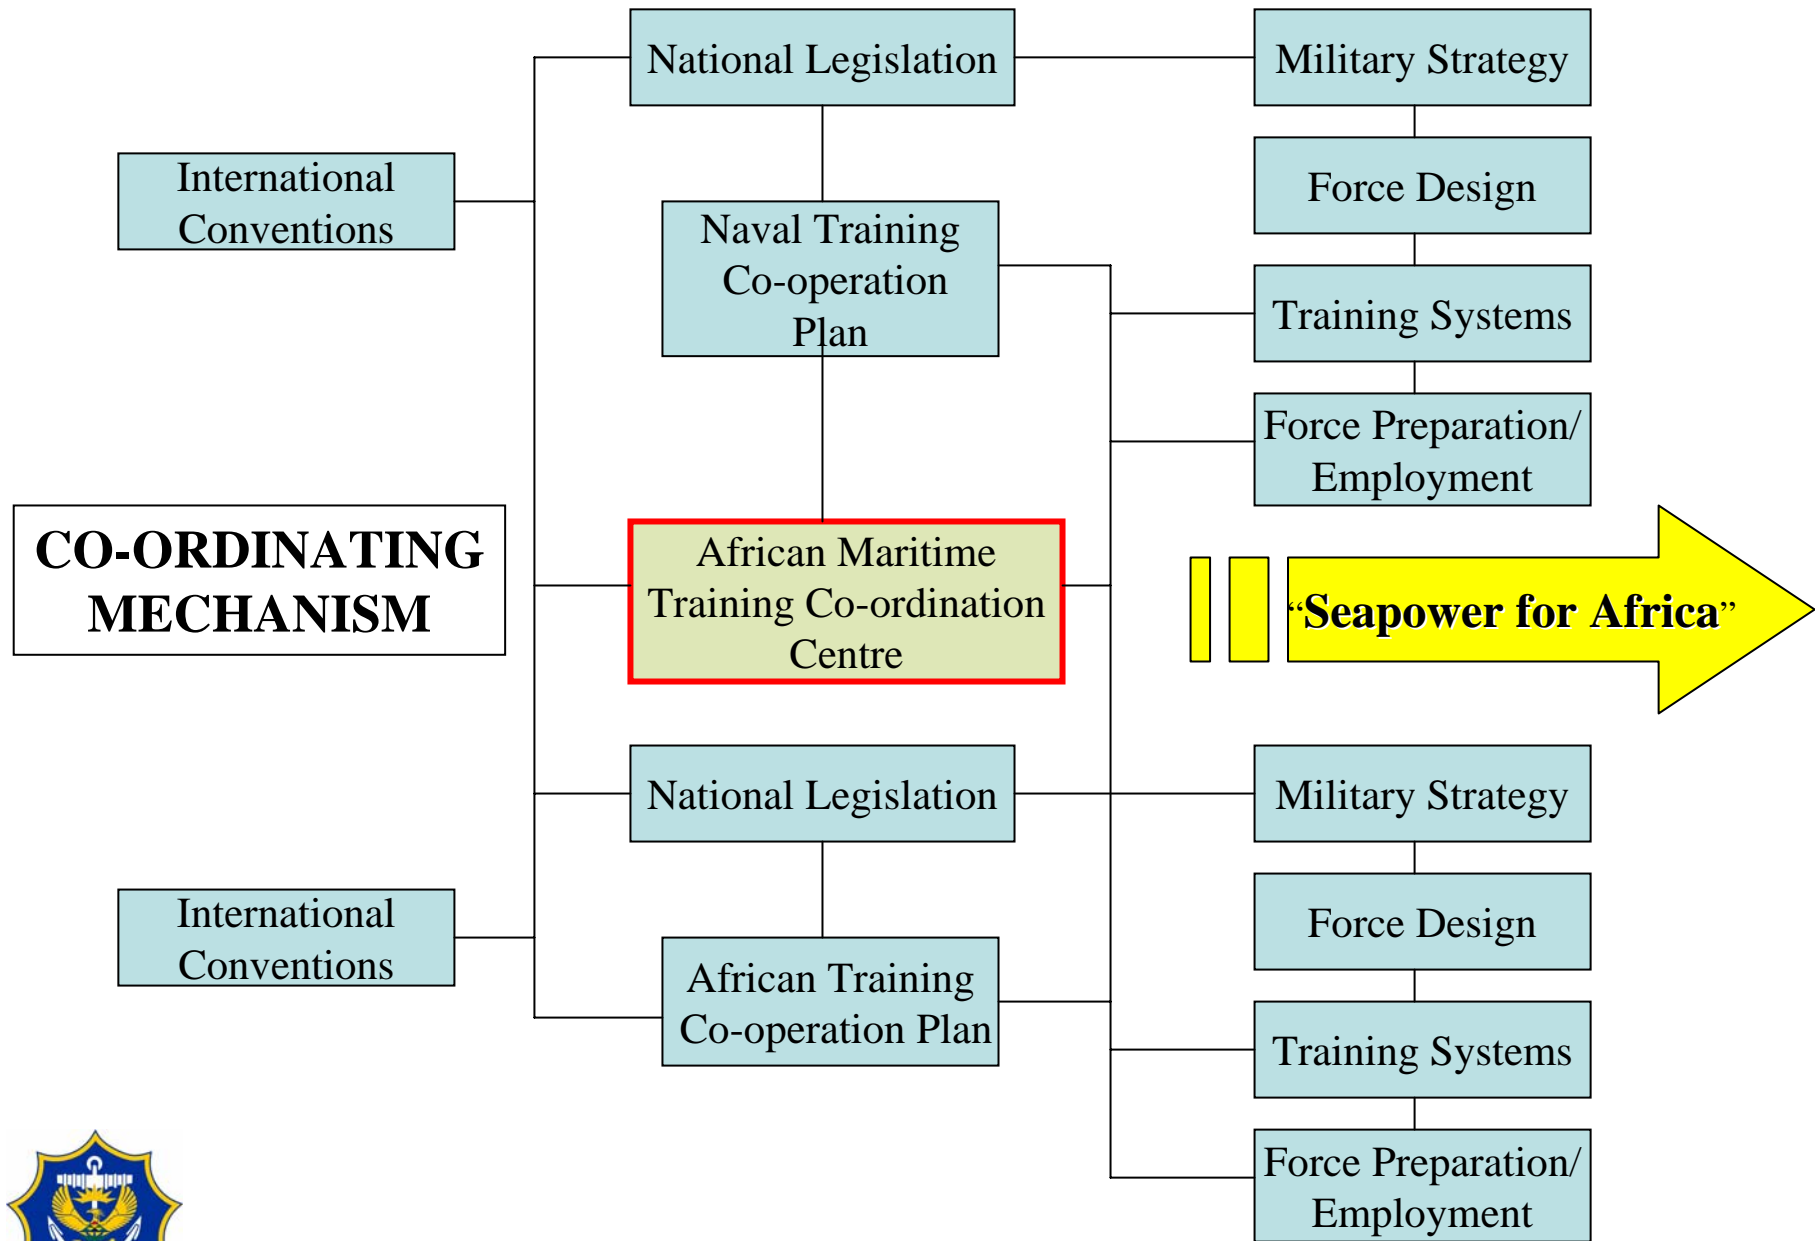 National Legislation
Military Strategy
International
Conventions
Force Design
Naval Training
Co-operation
Plan
Training Systems
Force Preparation/
Employment
CO-ORDINATING
MECHANISM
African Maritime
Training Co-ordination
Centre
“Seapower for Africa”
National Legislation
Military Strategy
International
Conventions
Force Design
African Training
Co-operation Plan
Training Systems
Force Preparation/
Employment